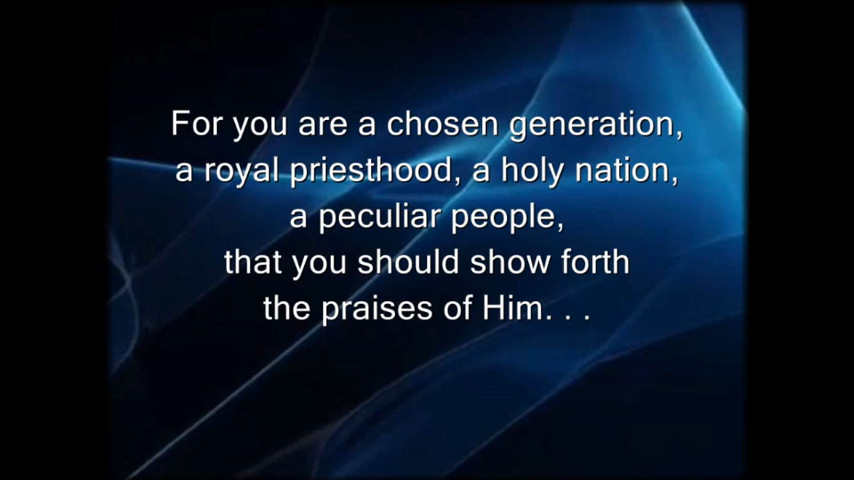 For you are a chosen generation,
a royal priesthood, a holy nation,
a peculiar people,
that you should show forth
the praises of Him. . .